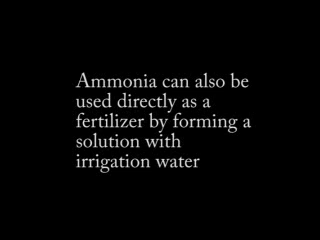 Ammonia can also be
used directly as a
fertilizer by forming a
solution with
irrigation water